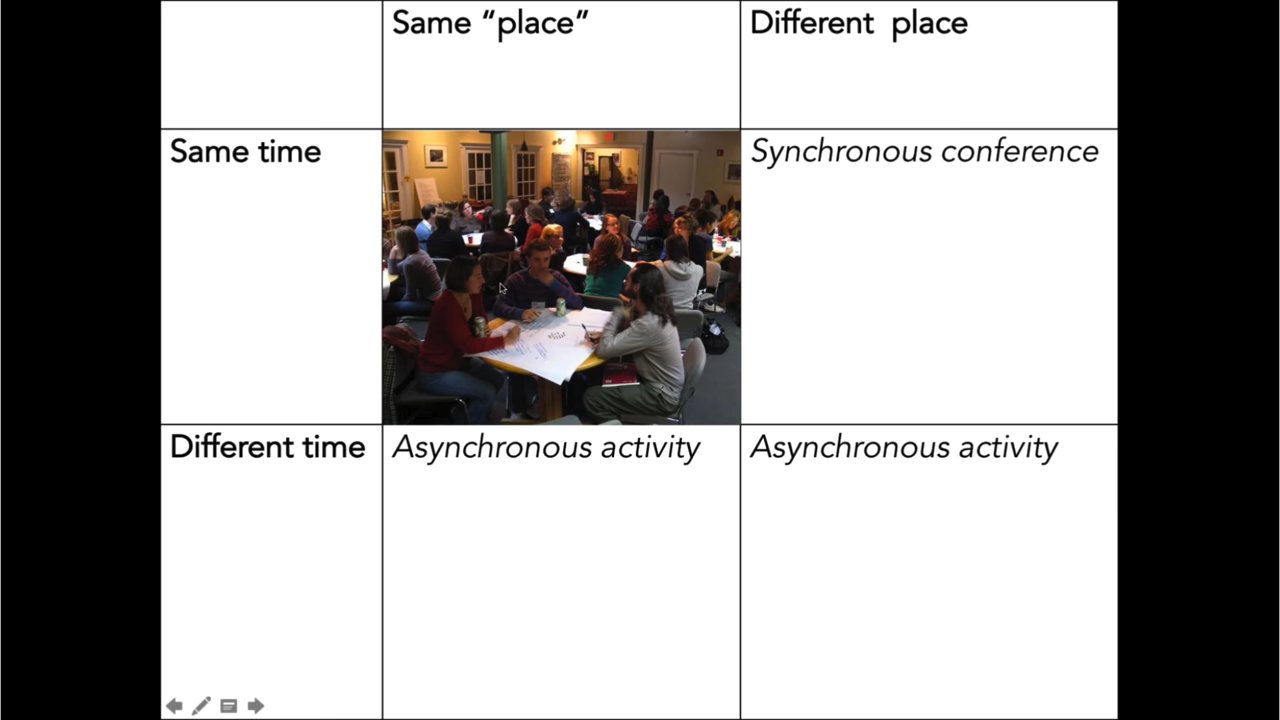 Same “place”
Different place
Same time
Synchronous conference
Different time
Asynchronous activity
Asynchronous activity